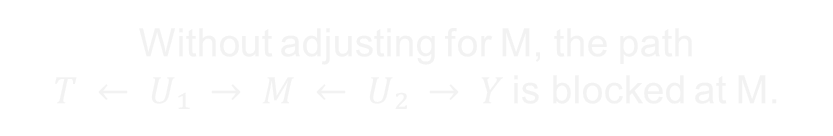 Without adjusting for M, the path
𝑇 ← 𝑈₁ → 𝑀 ← 𝑈₂ → 𝑌 is blocked at M.